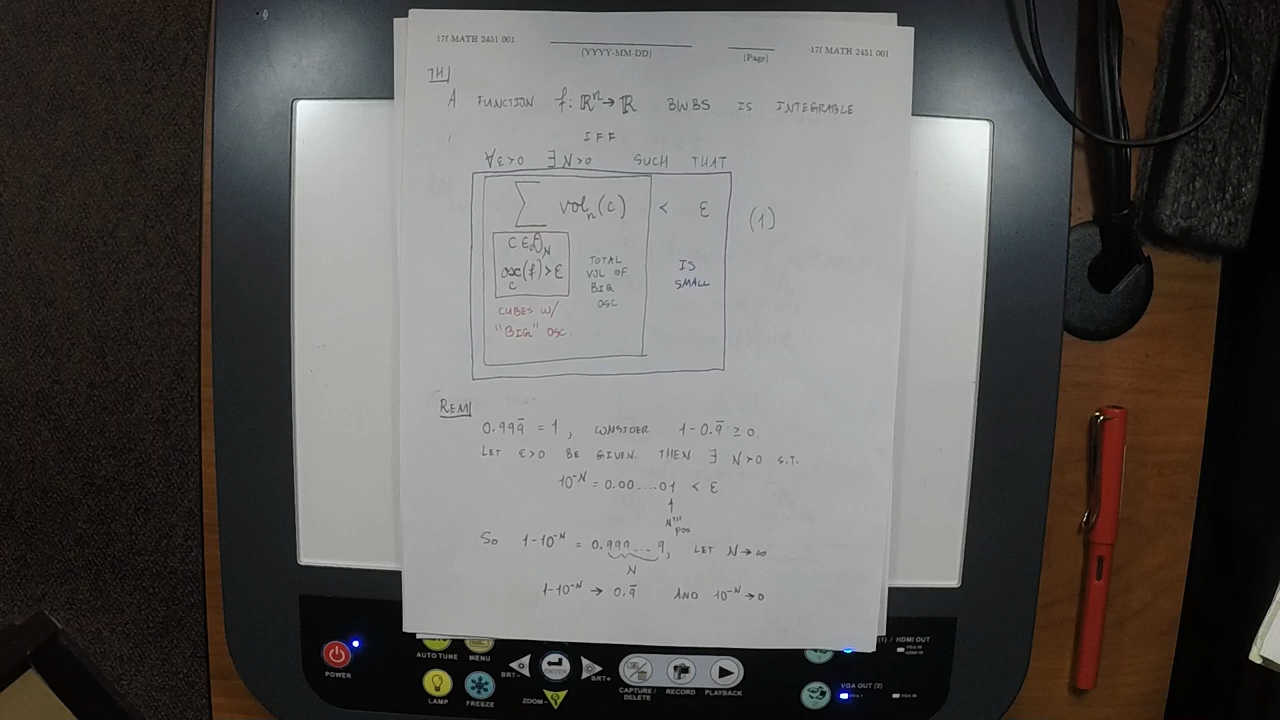 17f MATH 2451 001
(YYYY-MM-DD)
(Page)
17f MATH 2451 001
TH
A FUNCTION f: ℝⁿ→ℝ BWBS IS INTEGRABLE
IFF
∀ε>0 ∃N>0 SUCH THAT
∑ volₙ(C) < ε (1)
C∈𝒟_N
osc_C(f)>ε
TOTAL VOL OF BIG OSC
IS SMALL
CUBES W/
"BIG" OSC.
REM
0.999̄ = 1, CONSIDER 1-0.9̄ ≥ 0
LET ε>0 BE GIVEN. THEN ∃ N>0 S.T.
10⁻ᴺ = 0.00....01 < ε
↑
Nᵀᴴ pos
So 1-10⁻ᴺ = 0.999...9, LET N→∞
N
1-10⁻ᴺ → 0.9̄ AND 10⁻ᴺ→0
POWER
AUTO TUNE
MENU
LAMP
FREEZE
BRT-
ENTER
BRT+
ZOOM-
CAPTURE / DELETE
RECORD
PLAYBACK
(1) / HDMI OUT
VGA OUT (2)